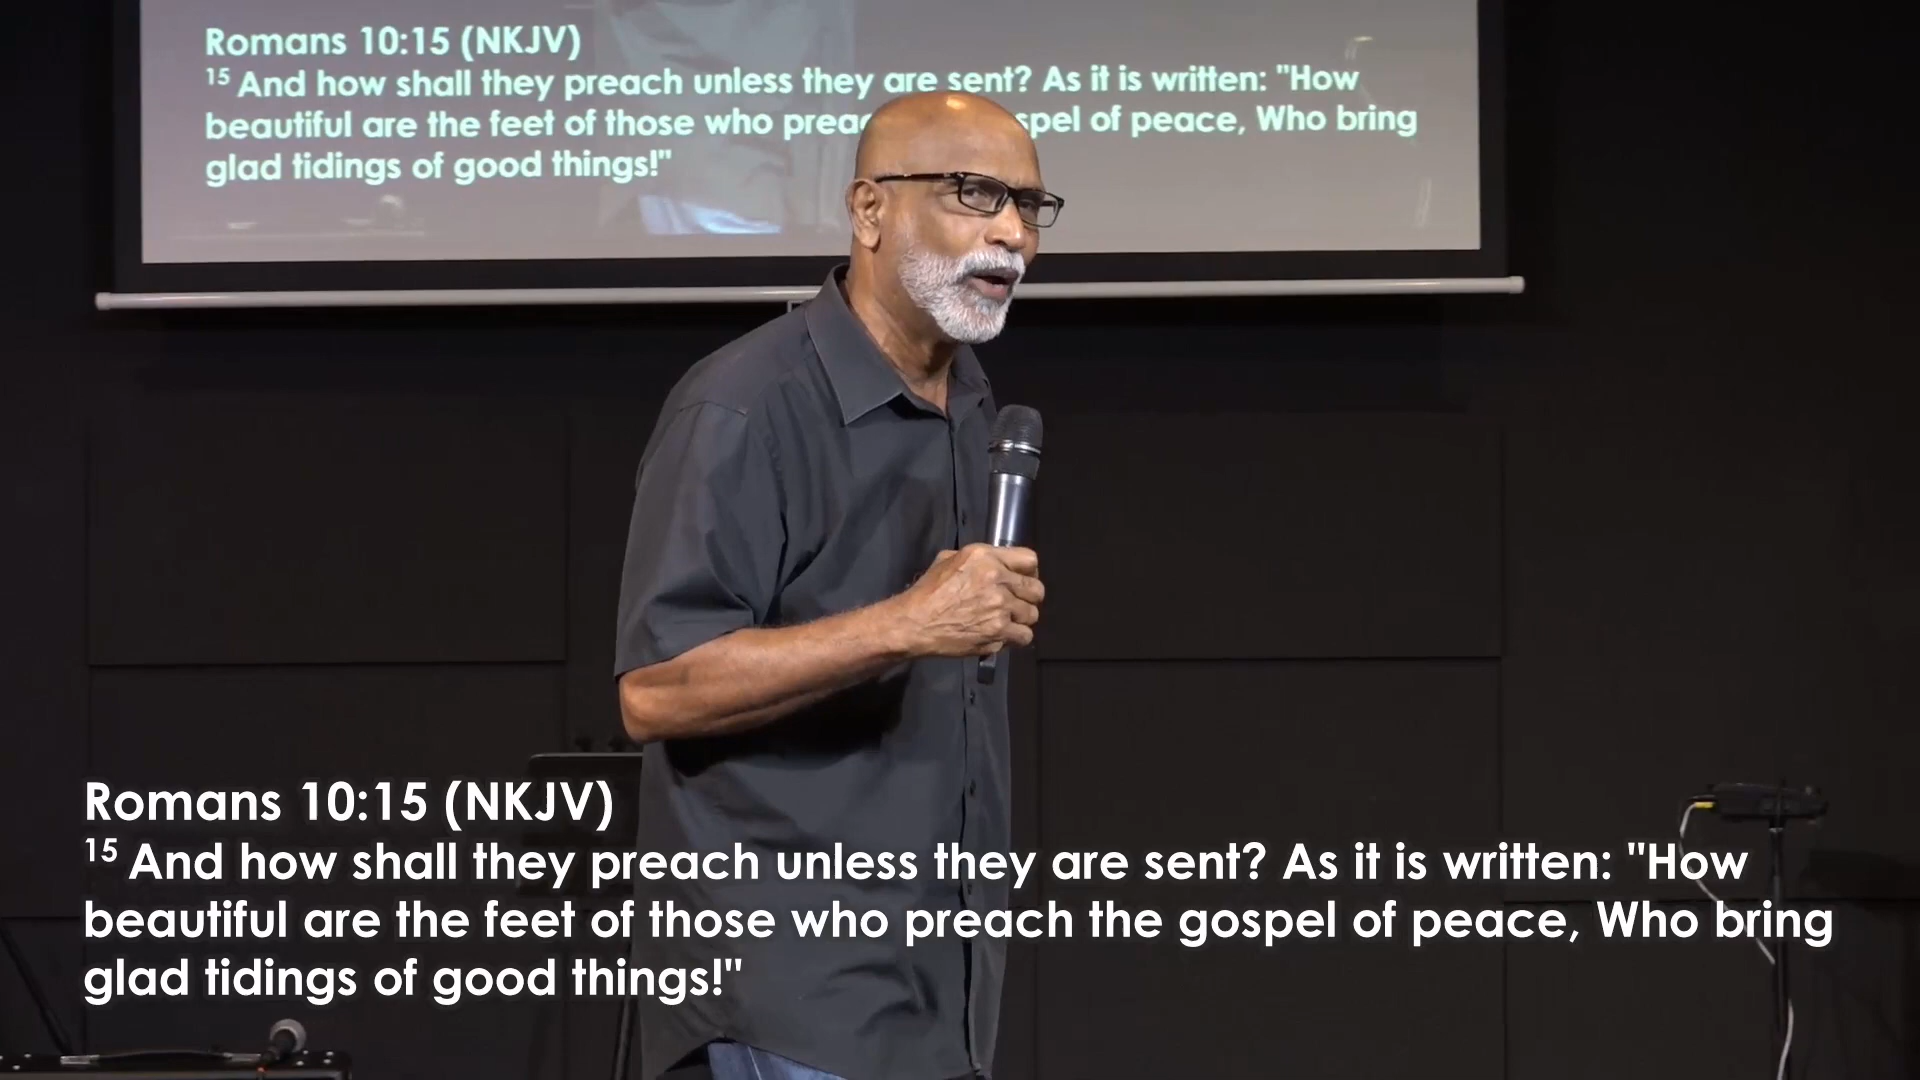 Romans 10:15 (NKJV)
15 And how shall they preach unless they are sent? As it is written: "How
beautiful are the feet of those who preac spel of peace, Who bring
glad tidings of good things!"
Romans 10:15 (NKJV)
15 And how shall they preach unless they are sent? As it is written: "How
beautiful are the feet of those who preach the gospel of peace, Who bring
glad tidings of good things!"